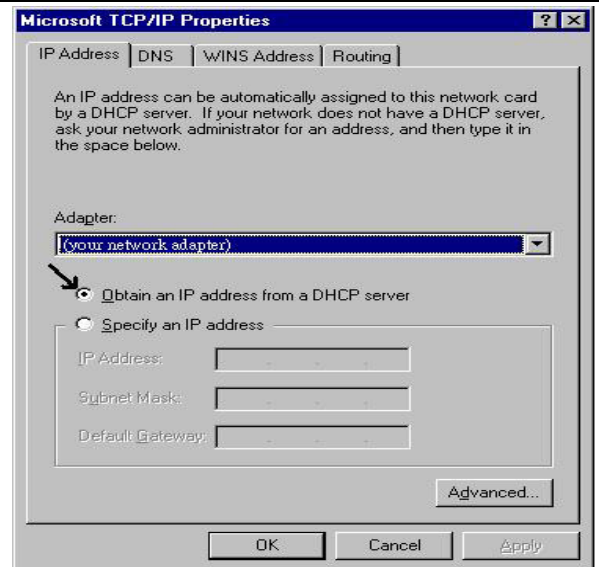 Microsoft TCP/IP Properties
IP Address DNS WINS Address Routing
An IP address can be automatically assigned to this network card
by a DHCP server. If your network does not have a DHCP server,
ask your network administrator for an address, and then type it in
the space below.
Adapter:
(your network adapter)
Obtain an IP address from a DHCP server
Specify an IP address
IP Address:
Subnet Mask:
Default Gateway:
Advanced...
OK Cancel Apply